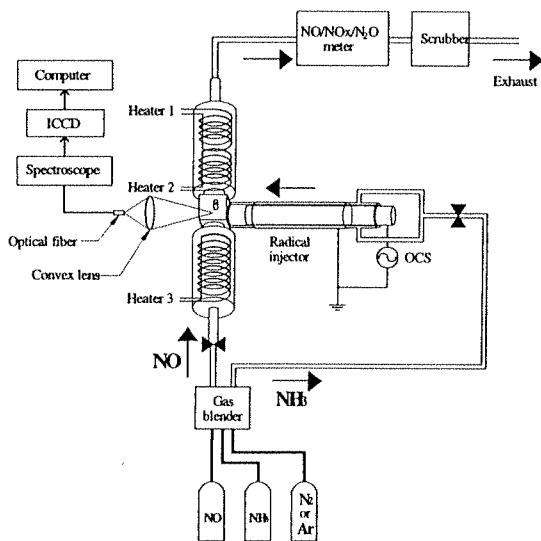 NO/NOx/N2O
meter
Scrubber
Exhaust
Computer
ICCD
Spectroscope
Optical fiber
Convex lens
Heater 1
Heater 2
Heater 3
Radical
injector
OCS
NO
NH3
Gas
blender
NO
NH3
N2
or
Ar